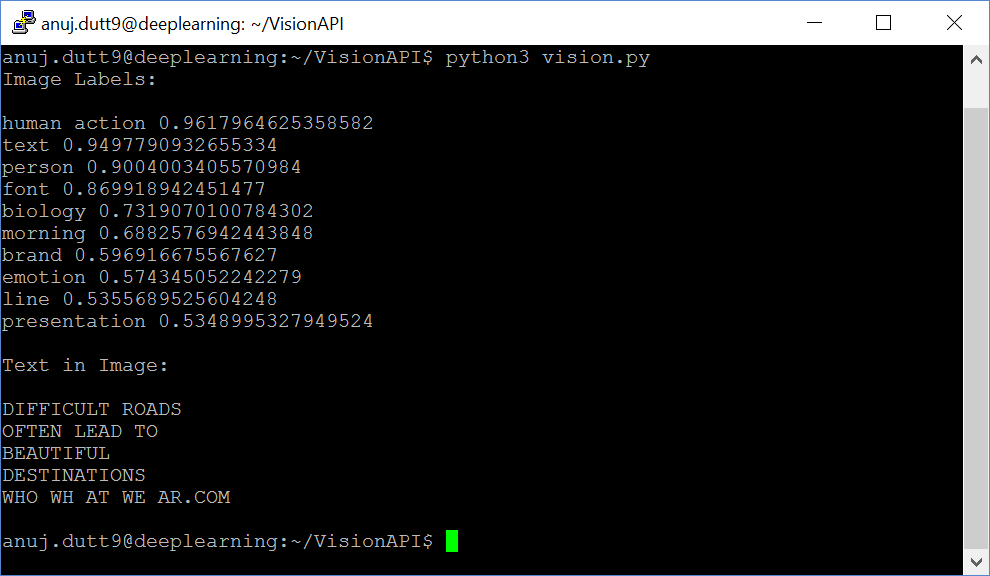 anuj.dutt9@deeplearning: ~/VisionAPI
anuj.dutt9@deeplearning:~/VisionAPI$ python3 vision.py
Image Labels:
human action 0.9617964625358582
text 0.9497790932655334
person 0.9004003405570984
font 0.869918942451477
biology 0.7319070100784302
morning 0.6882576942443848
brand 0.596916675567627
emotion 0.574345052242279
line 0.5355689525604248
presentation 0.5348995327949524
Text in Image:
DIFFICULT ROADS
OFTEN LEAD TO
BEAUTIFUL
DESTINATIONS
WHO WH AT WE AR.COM
anuj.dutt9@deeplearning:~/VisionAPI$